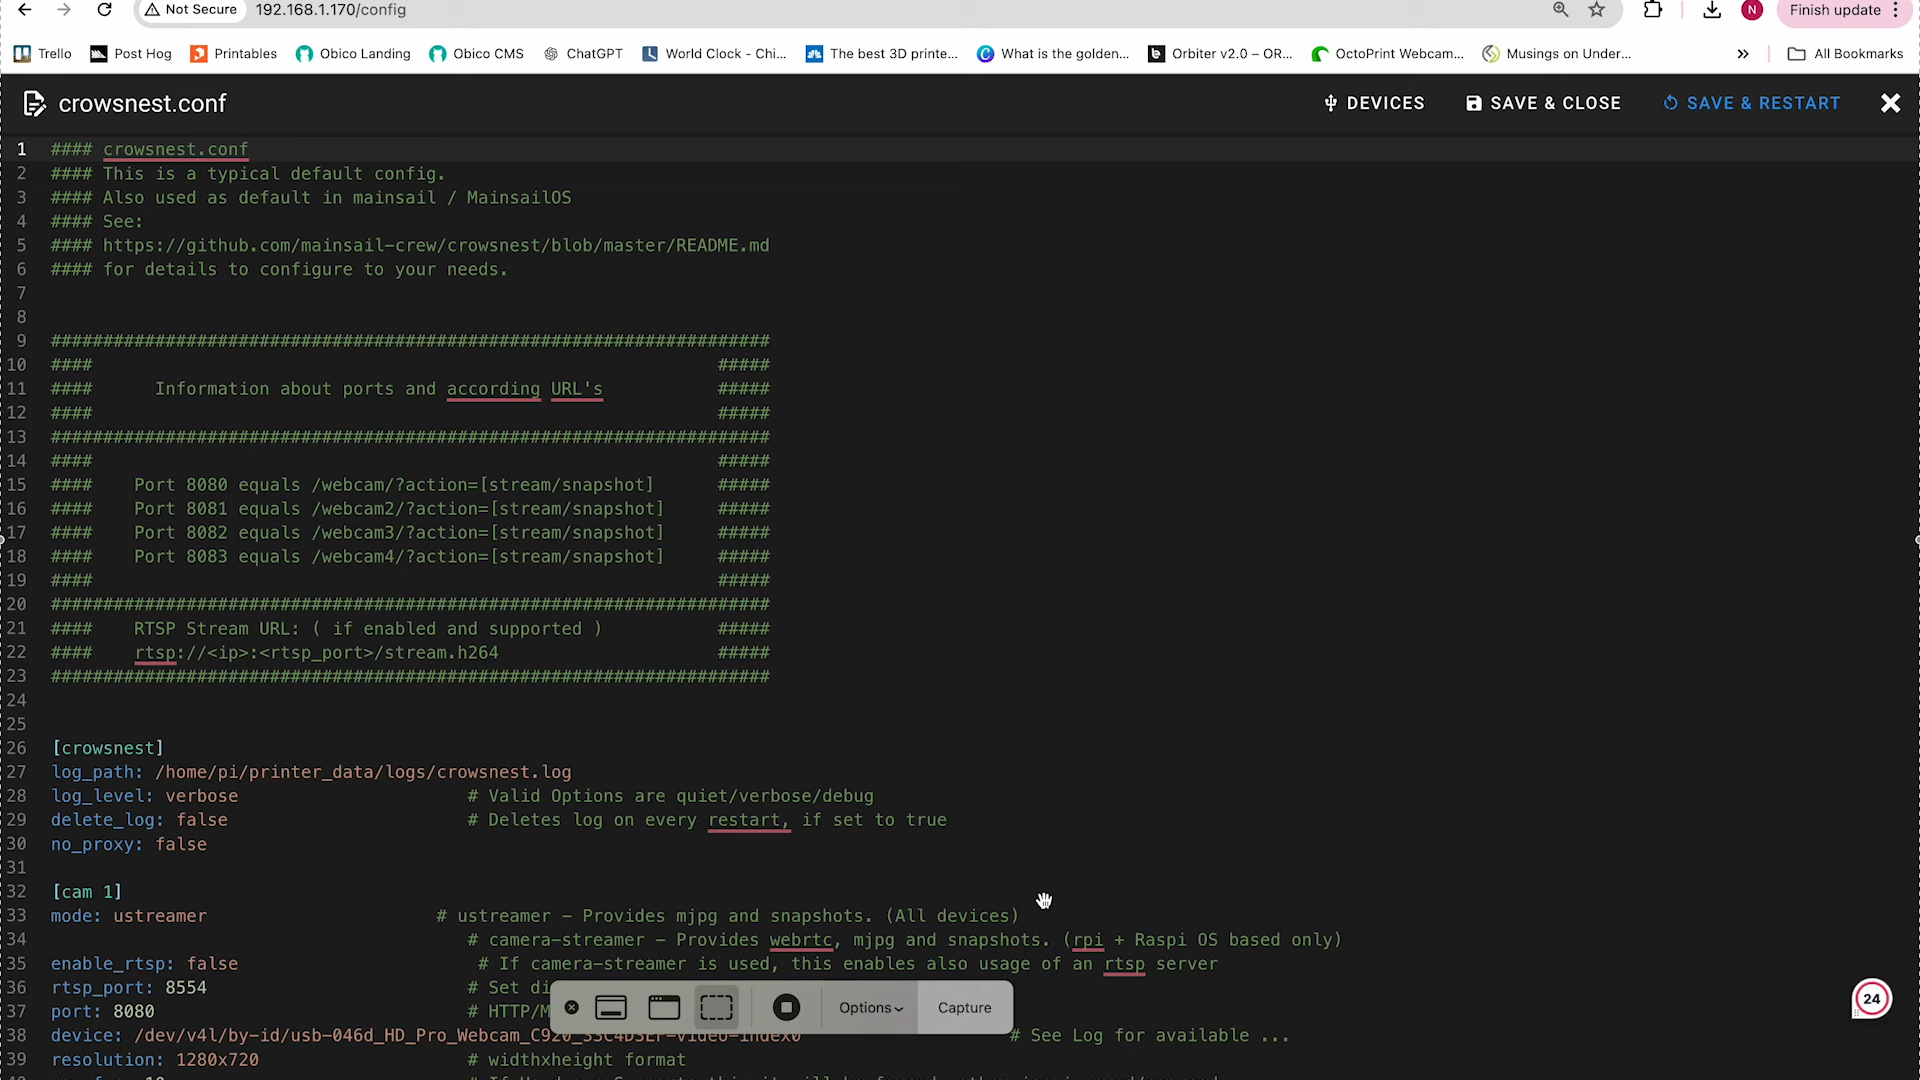 Not Secure 192.168.1.170/config Finish update
Trello Post Hog Printables Obico Landing Obico CMS ChatGPT World Clock - Chi... The best 3D printe... What is the golden... Orbiter v2.0 – OR... OctoPrint Webcam... Musings on Under... » All Bookmarks
crowsnest.conf DEVICES SAVE & CLOSE SAVE & RESTART
1 #### crowsnest.conf
2 #### This is a typical default config.
3 #### Also used as default in mainsail / MainsailOS
4 #### See:
5 #### https://github.com/mainsail-crew/crowsnest/blob/master/README.md
6 #### for details to configure to your needs.
7
8
9 #####################################################################
10 #### #####
11 #### Information about ports and according URL's #####
12 #### #####
13 #####################################################################
14 #### #####
15 #### Port 8080 equals /webcam/?action=[stream/snapshot] #####
16 #### Port 8081 equals /webcam2/?action=[stream/snapshot] #####
17 #### Port 8082 equals /webcam3/?action=[stream/snapshot] #####
18 #### Port 8083 equals /webcam4/?action=[stream/snapshot] #####
19 #### #####
20 #####################################################################
21 #### RTSP Stream URL: ( if enabled and supported ) #####
22 #### rtsp://<ip>:<rtsp_port>/stream.h264 #####
23 #####################################################################
24
25
26 [crowsnest]
27 log_path: /home/pi/printer_data/logs/crowsnest.log
28 log_level: verbose # Valid Options are quiet/verbose/debug
29 delete_log: false # Deletes log on every restart, if set to true
30 no_proxy: false
31
32 [cam 1]
33 mode: ustreamer # ustreamer - Provides mjpg and snapshots. (All devices)
34 # camera-streamer - Provides webrtc, mjpg and snapshots. (rpi + Raspi OS based only)
35 enable_rtsp: false # If camera-streamer is used, this enables also usage of an rtsp server
36 rtsp_port: 8554 # Set
37 port: 8080 #
Options Capture
24
38 device: # See Log for available ...
39 resolution: 1280x720 # widthxheight format